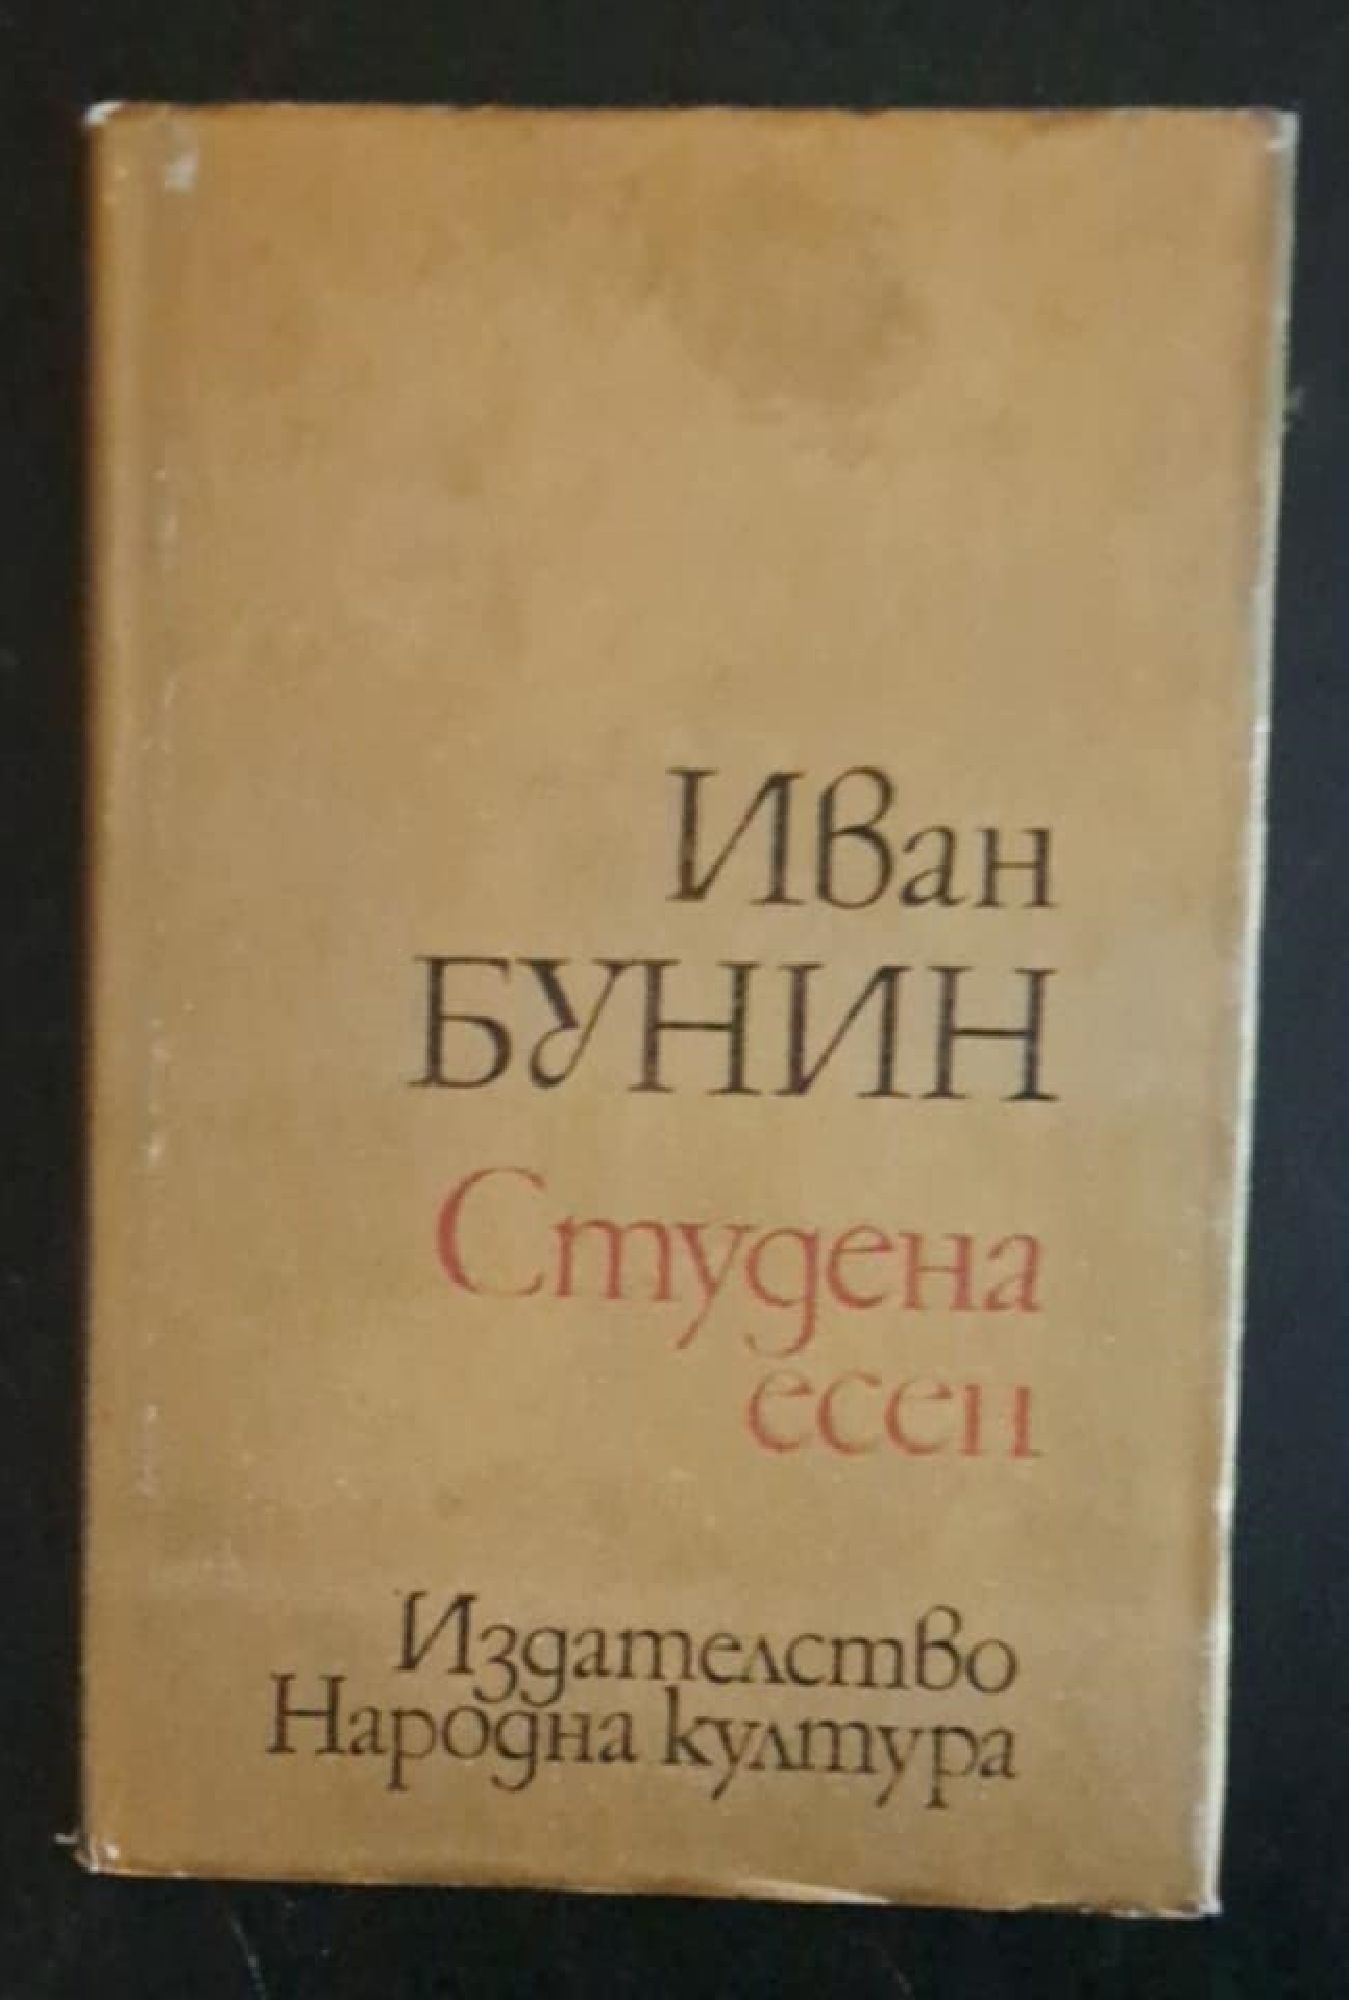 Иван
БУНИН
Студена
есен
Издателство
Народна култура